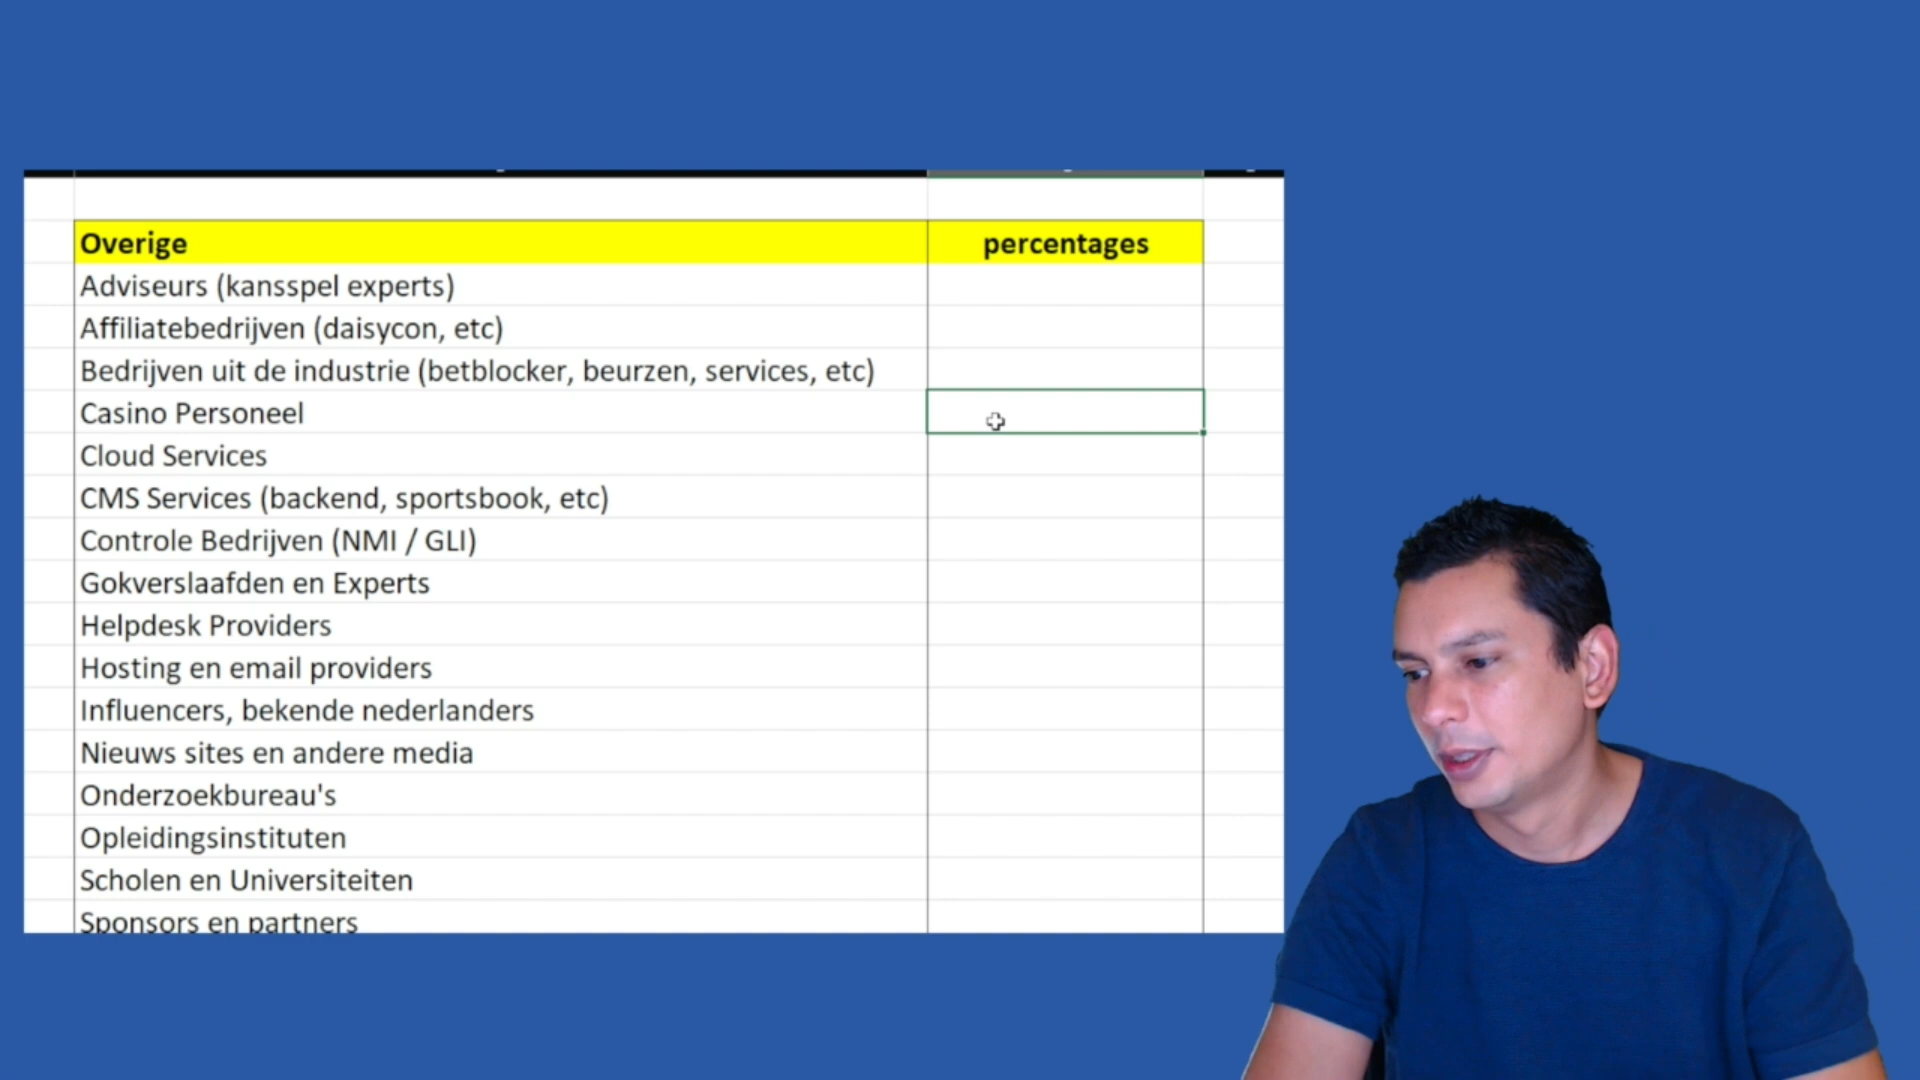 Overige percentages
Adviseurs (kansspel experts)
Affiliatebedrijven (daisycon, etc)
Bedrijven uit de industrie (betblocker, beurzen, services, etc)
Casino Personeel
Cloud Services
CMS Services (backend, sportsbook, etc)
Controle Bedrijven (NMI / GLI)
Gokverslaafden en Experts
Helpdesk Providers
Hosting en email providers
Influencers, bekende nederlanders
Nieuws sites en andere media
Onderzoekbureau's
Opleidingsinstituten
Scholen en Universiteiten
Sponsors en partners